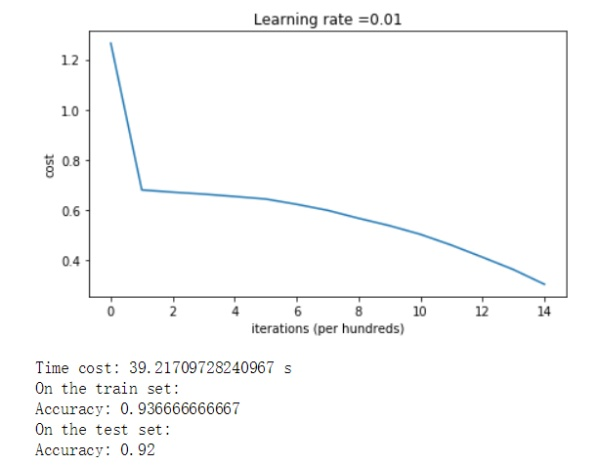 Learning rate =0.01
1.2
1.0
0.8
0.6
0.4
cost
0 2 4 6 8 10 12 14
iterations (per hundreds)
Time cost: 39.21709728240967 s
On the train set:
Accuracy: 0.936666666667
On the test set:
Accuracy: 0.92